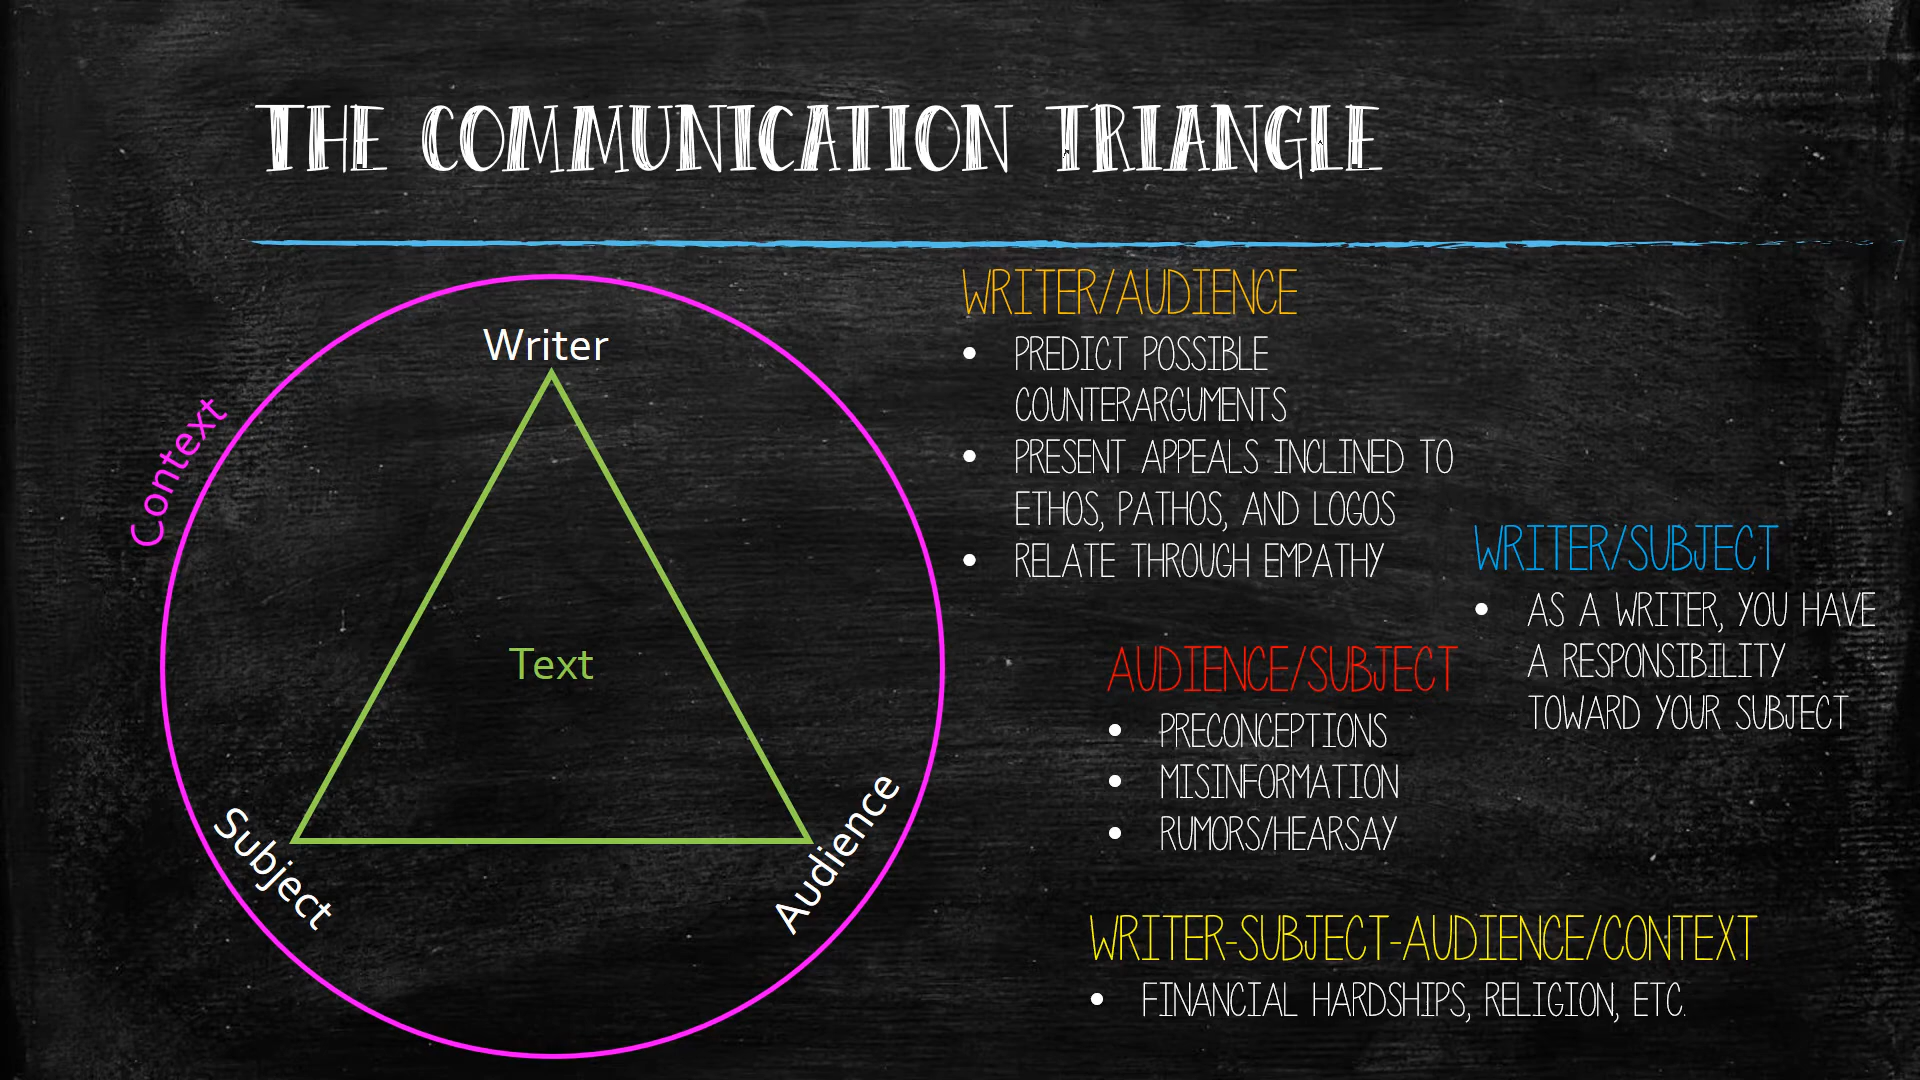 THE COMMUNICATION TRIANGLE
Context
Writer
Text
Subject
Audience
WRITER/AUDIENCE
• PREDICT POSSIBLE
COUNTERARGUMENTS
• PRESENT APPEALS INCLINED TO
ETHOS, PATHOS, AND LOGOS
• RELATE THROUGH EMPATHY
WRITER/SUBJECT
• AS A WRITER, YOU HAVE
A RESPONSIBILITY
TOWARD YOUR SUBJECT
AUDIENCE/SUBJECT
• PRECONCEPTIONS
• MISINFORMATION
• RUMORS/HEARSAY
WRITER-SUBJECT-AUDIENCE/CONTEXT
• FINANCIAL HARDSHIPS, RELIGION, ETC.